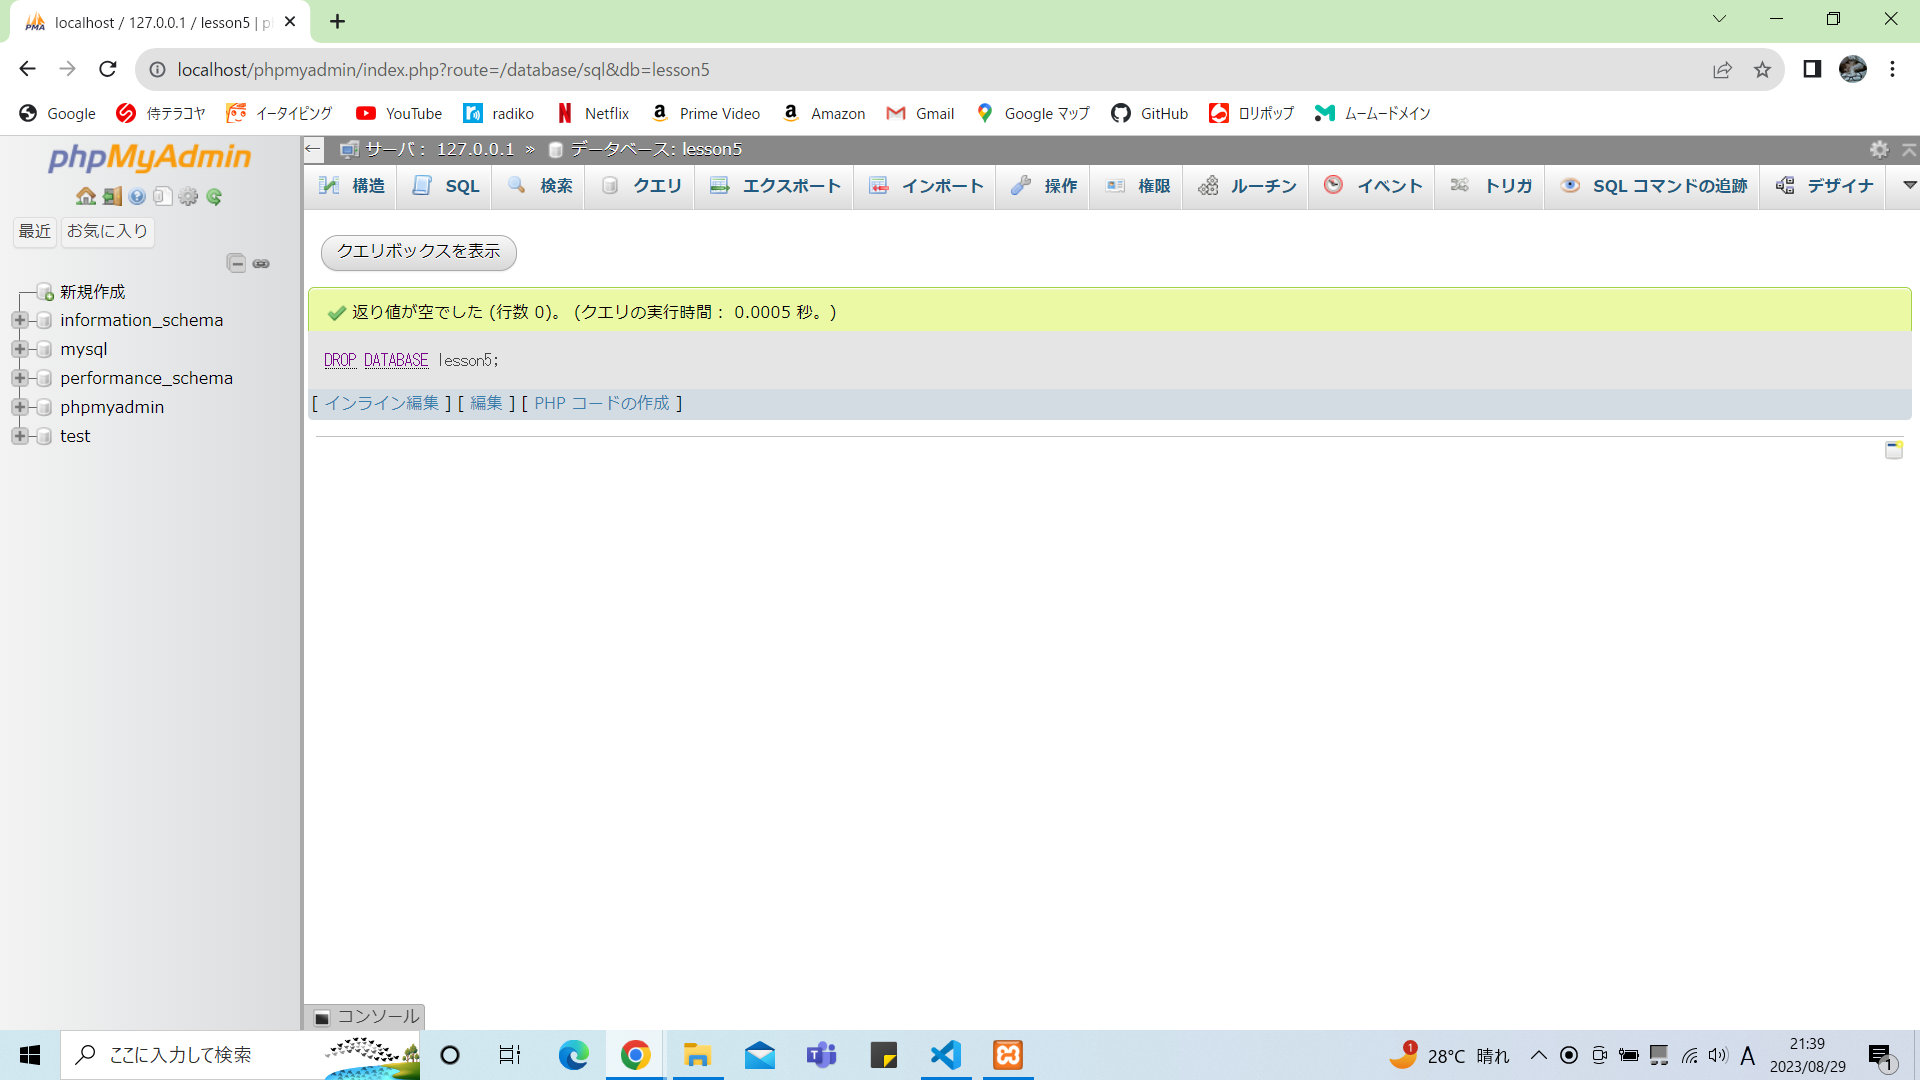 localhost / 127.0.0.1 / lesson5 | p
localhost/phpmyadmin/index.php?route=/database/sql&db=lesson5
Google 侍テラコヤ イータイピング YouTube radiko Netflix Prime Video Amazon Gmail Google マップ GitHub ロリポップ ムームードメイン
phpMyAdmin
最近 お気に入り
新規作成
information_schema
mysql
performance_schema
phpmyadmin
test
サーバ: 127.0.0.1 » データベース: lesson5
構造 SQL 検索 クエリ エクスポート インポート 操作 権限 ルーチン イベント トリガ SQL コマンドの追跡 デザイナ
クエリボックスを表示
返り値が空でした (行数 0)。 (クエリの実行時間: 0.0005 秒。)
DROP DATABASE lesson5;
[ インライン編集 ] [ 編集 ] [ PHP コードの作成 ]
コンソール
ここに入力して検索
1
28°C 晴れ
A
21:39
2023/08/29
1